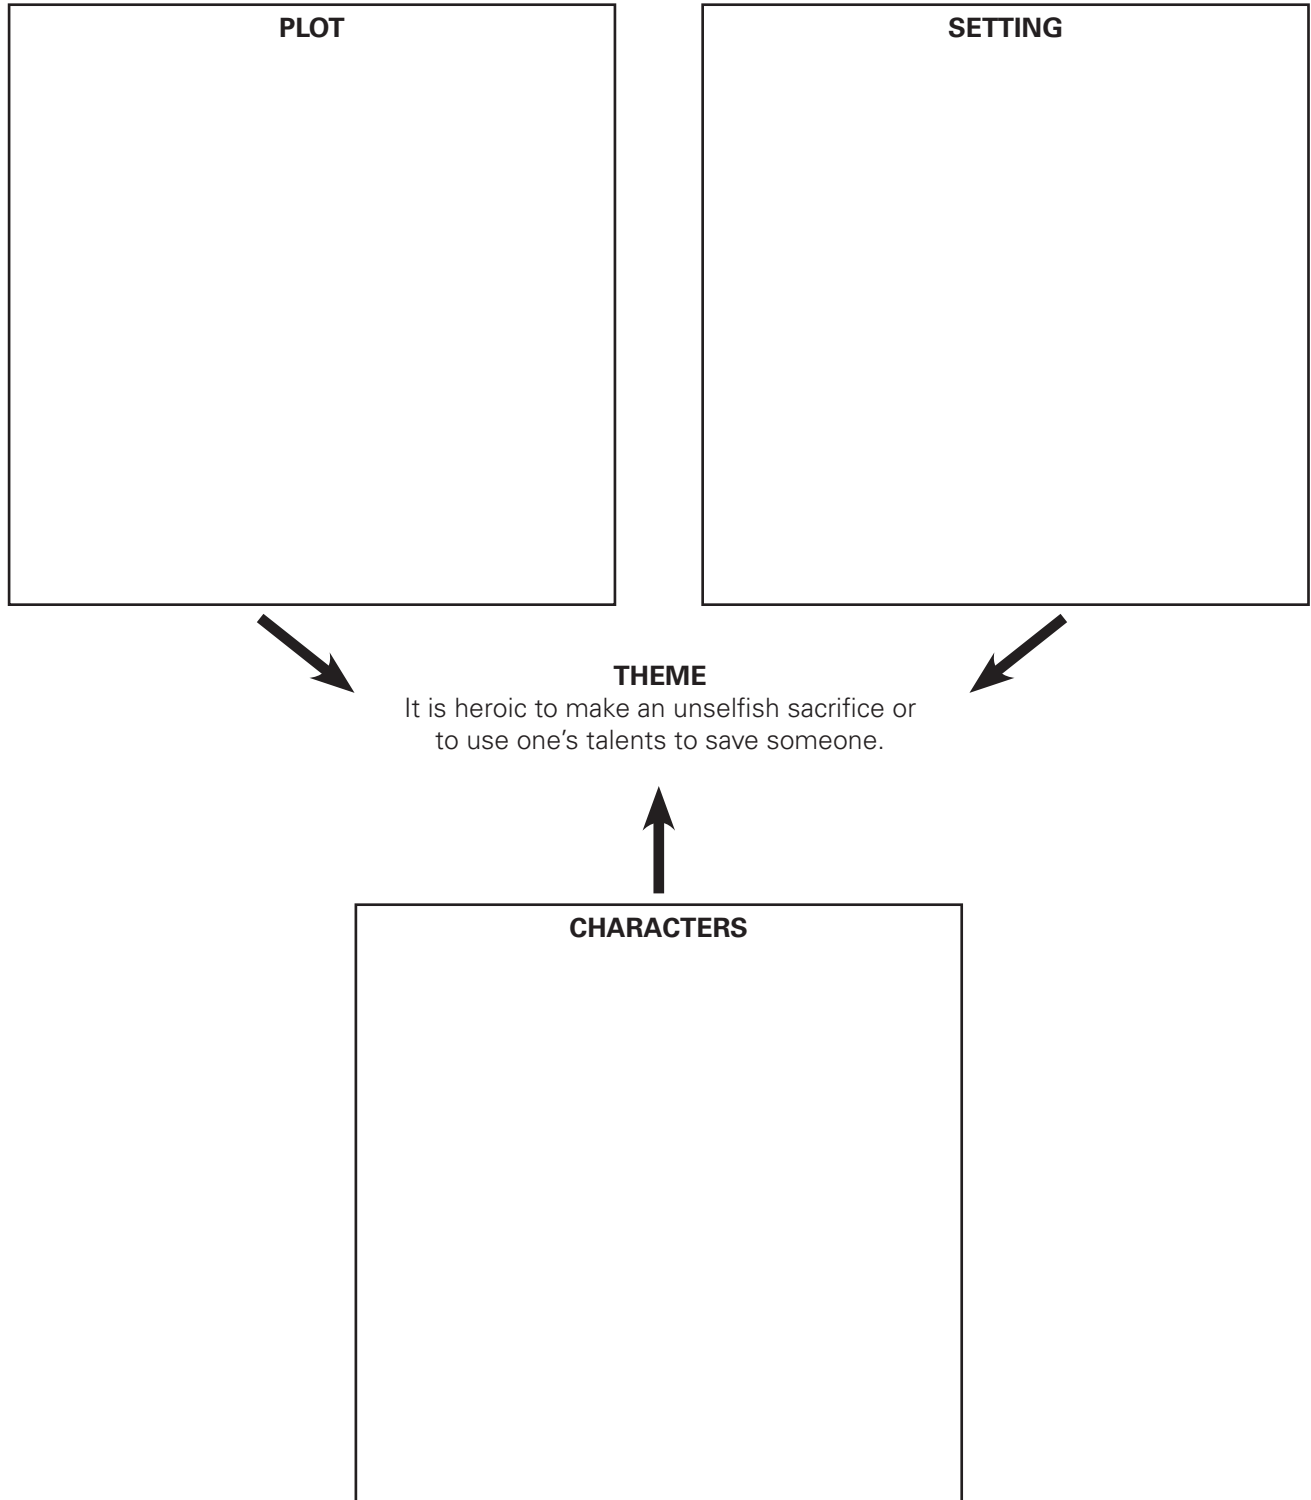 PLOT
SETTING
THEME
It is heroic to make an unselfish sacrifice or
to use one’s talents to save someone.
CHARACTERS